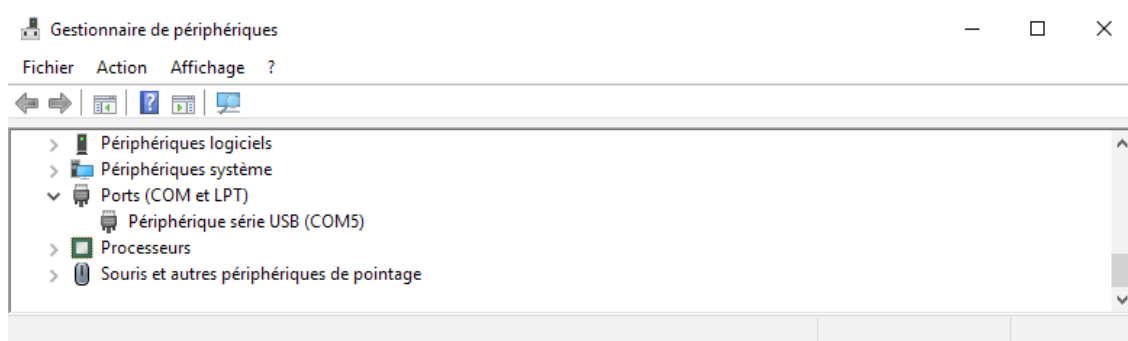 Gestionnaire de périphériques
Fichier Action Affichage ?
Périphériques logiciels
Périphériques système
Ports (COM et LPT)
Périphérique série USB (COM5)
Processeurs
Souris et autres périphériques de pointage